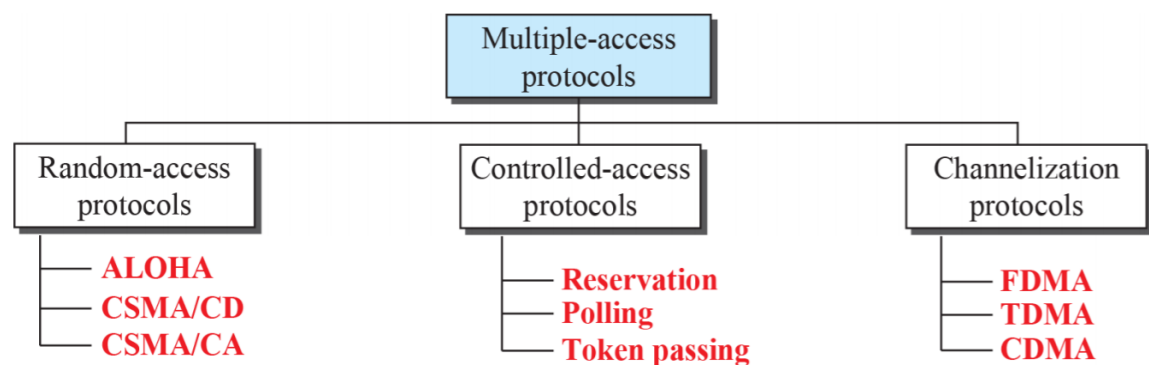 Multiple-access
protocols
Random-access
protocols
Controlled-access
protocols
Channelization
protocols
ALOHA
CSMA/CD
CSMA/CA
Reservation
Polling
Token passing
FDMA
TDMA
CDMA